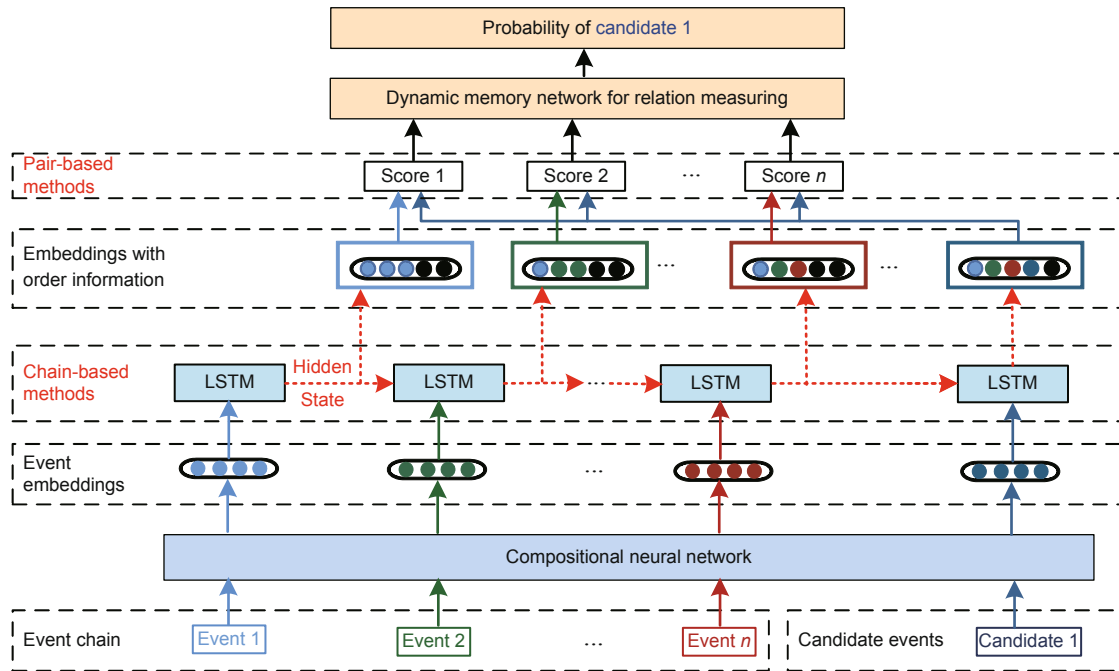 Probability of candidate 1
Dynamic memory network for relation measuring
Pair-based
methods
Score 1
Score 2
...
Score n
Embeddings with
order information
...
...
Chain-based
methods
LSTM
Hidden
State
LSTM
...
LSTM
LSTM
Event
embeddings
...
Compositional neural network
Event chain
Event 1
Event 2
...
Event n
Candidate events
Candidate 1